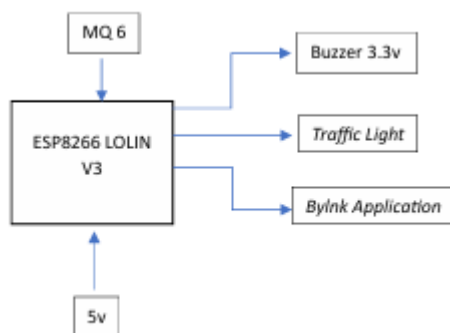 MQ 6
Buzzer 3.3v
ESP8266 LOLIN
V3
Traffic Light
Bylnk Application
5v